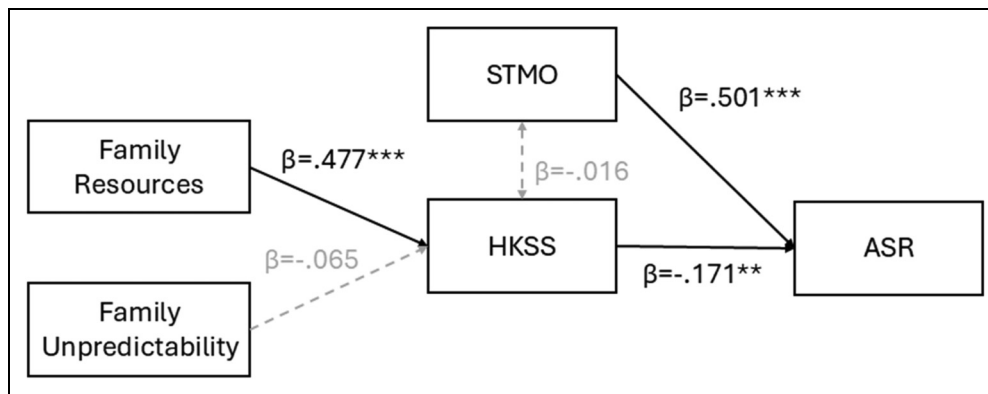 STMO
β=.501***
Family
Resources
β=.477***
β=-.016
HKSS
ASR
β=-.065
β=-.171**
Family
Unpredictability